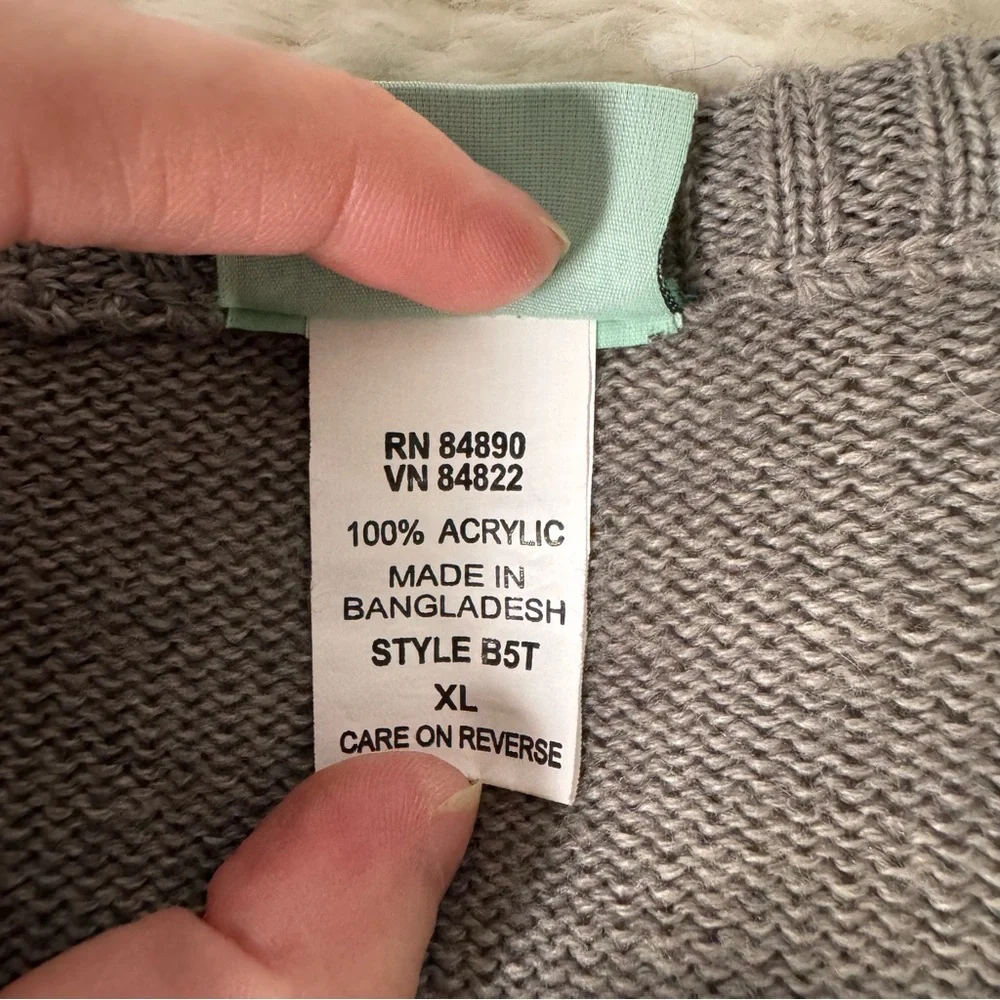 RN 84890
VN 84822
100% ACRYLIC
MADE IN
BANGLADESH
STYLE B5T
XL
CARE ON REVERSE